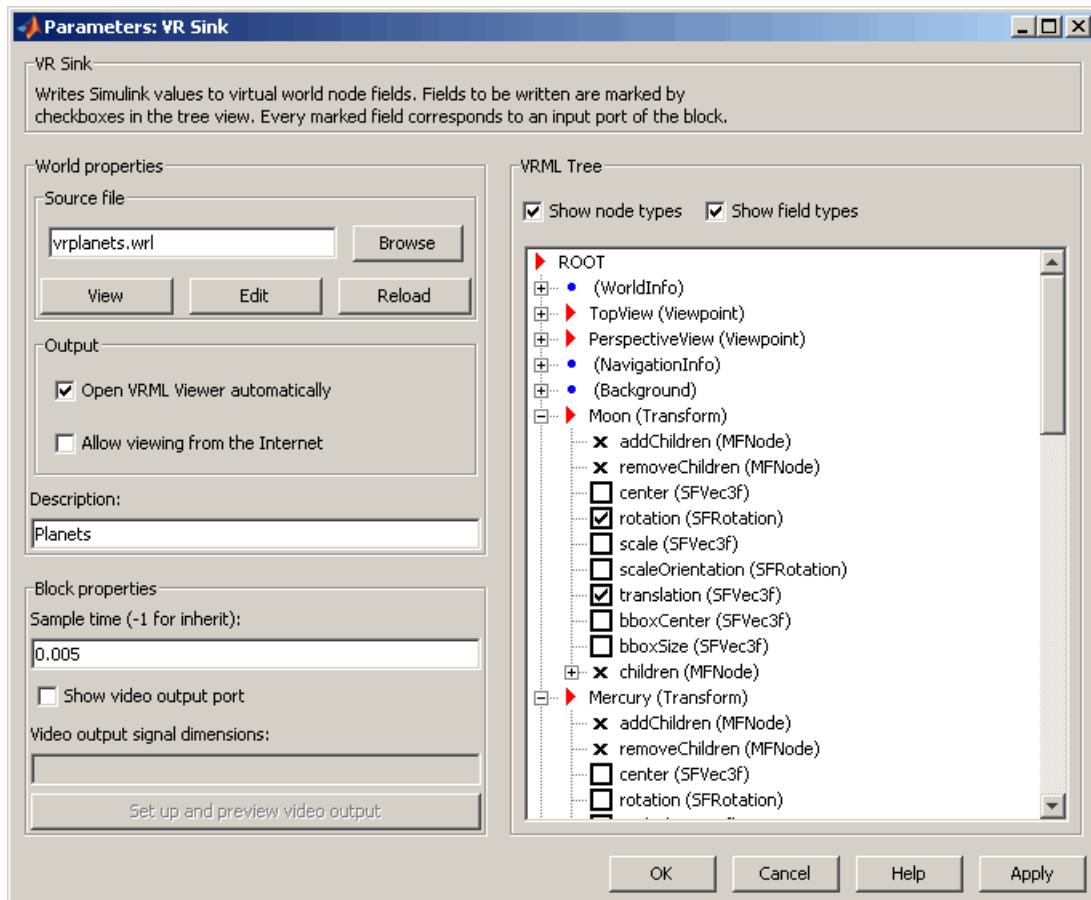 Parameters: VR Sink
VR Sink
Writes Simulink values to virtual world node fields. Fields to be written are marked by
checkboxes in the tree view. Every marked field corresponds to an input port of the block.
World properties
Source file
vrplanets.wrl
Browse
View
Edit
Reload
Output
Open VRML Viewer automatically
Allow viewing from the Internet
Description:
Planets
Block properties
Sample time (-1 for inherit):
0.005
Show video output port
Video output signal dimensions:
Set up and preview video output
VRML Tree
Show node types
Show field types
ROOT
(WorldInfo)
TopView (Viewpoint)
PerspectiveView (Viewpoint)
(NavigationInfo)
(Background)
Moon (Transform)
addChildren (MFNode)
removeChildren (MFNode)
center (SFVec3f)
rotation (SFRotation)
scale (SFVec3f)
scaleOrientation (SFRotation)
translation (SFVec3f)
bboxCenter (SFVec3f)
bboxSize (SFVec3f)
children (MFNode)
Mercury (Transform)
addChildren (MFNode)
removeChildren (MFNode)
center (SFVec3f)
rotation (SFRotation)
OK
Cancel
Help
Apply